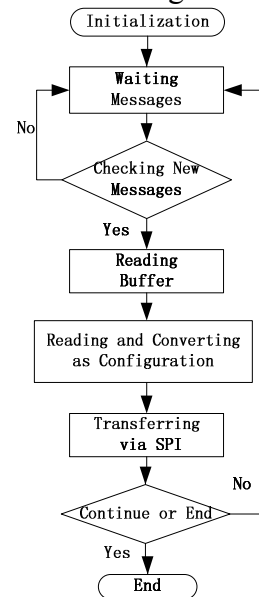 Initialization
Waiting
Messages
No
Checking New
Messages
Yes
Reading
Buffer
Reading and Converting
as Configuration
Transferring
via SPI
No
Continue or End
Yes
End